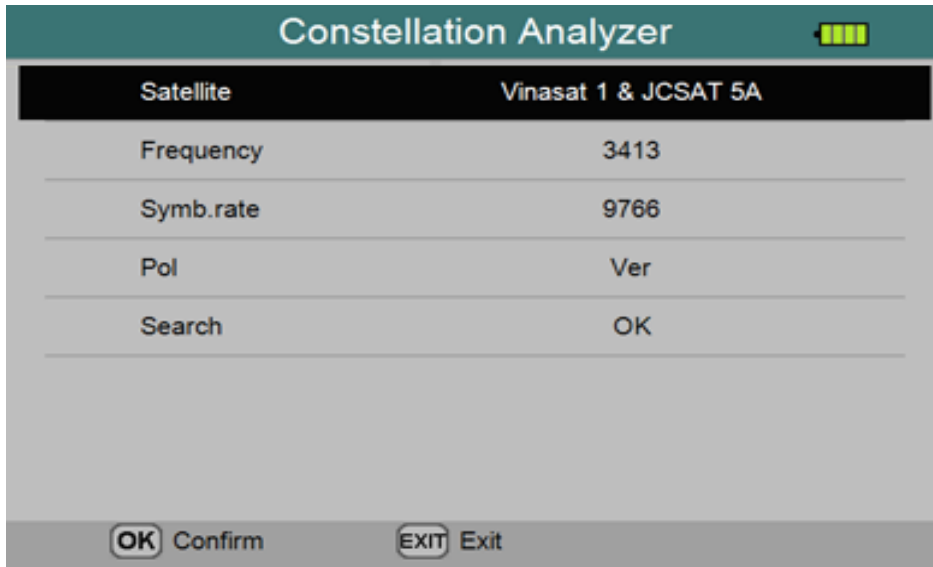 Constellation Analyzer
Satellite Vinasat 1 & JCSAT 5A
Frequency 3413
Symb.rate 9766
Pol Ver
Search OK
OK Confirm EXIT Exit